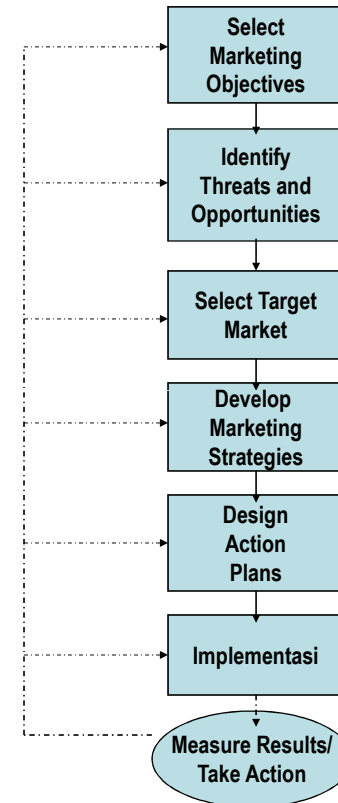 Select
Marketing
Objectives
Identify
Threats and
Opportunities
Select Target
Market
Develop
Marketing
Strategies
Design
Action
Plans
Implementasi
Measure Results/
Take Action